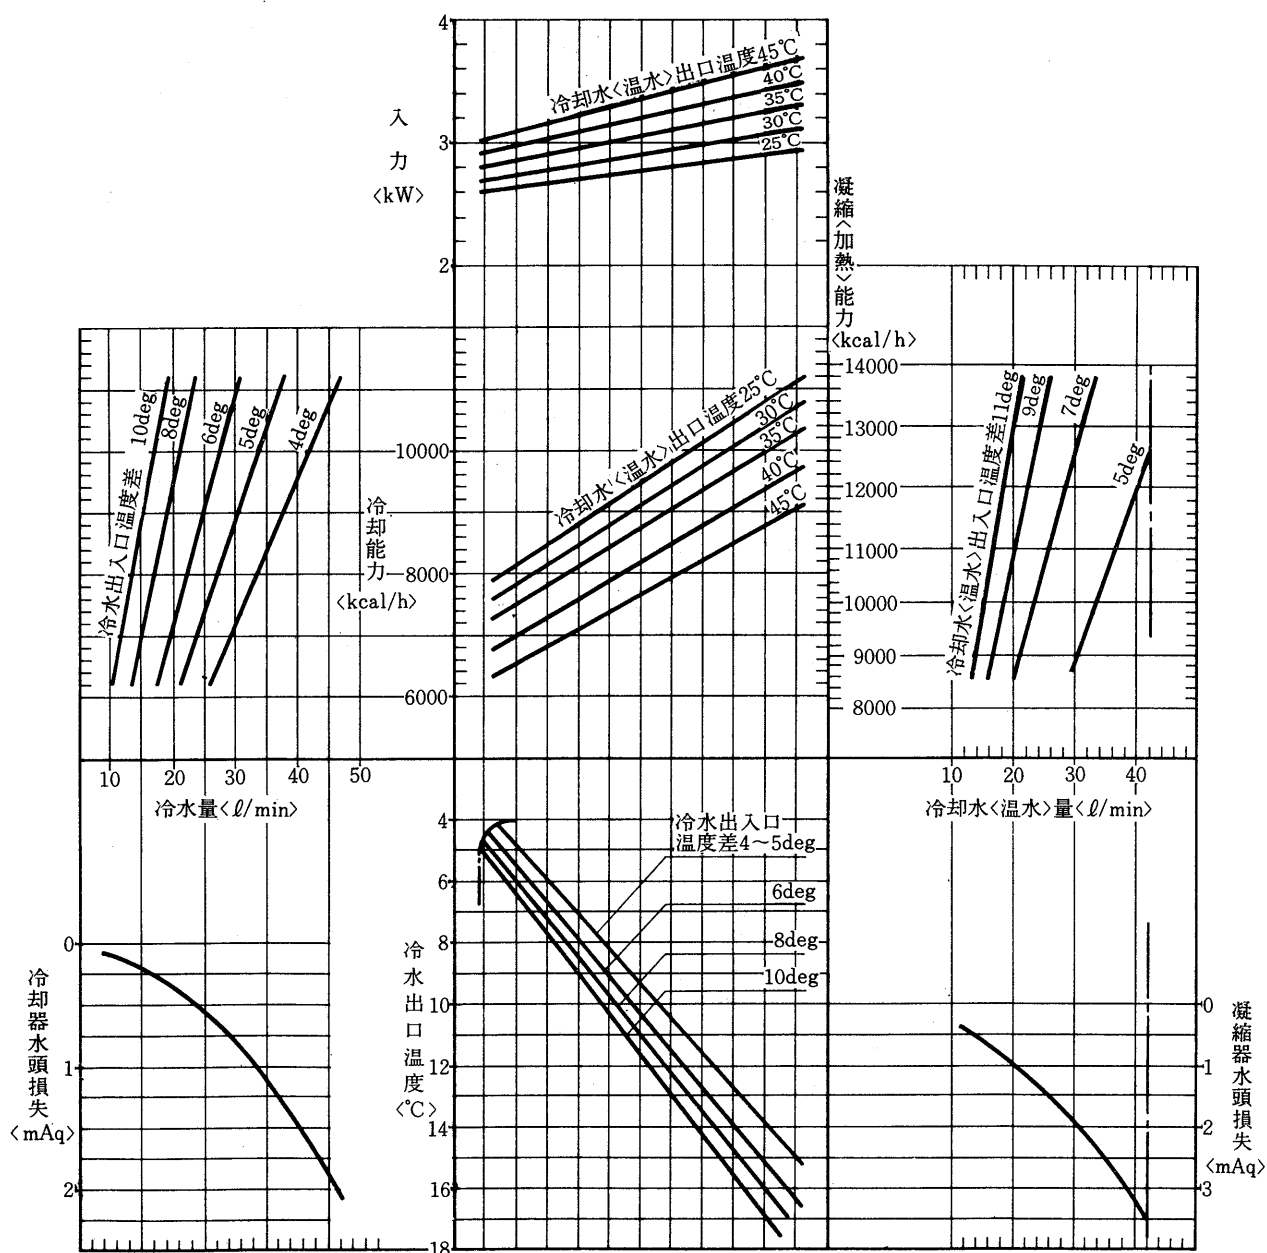 4
入力
<kW>
3
2
冷却水<温水>出口温度45℃
40℃
35℃
30℃
25℃
凝縮<加熱>能力
<kcal/h>
14000
13000
12000
11000
10000
9000
8000
冷却水<温水>出口温度25℃
30℃
35℃
40℃
45℃
冷却能力
<kcal/h>
10000
8000
6000
冷水出入口温度差 10deg
8deg
6deg
5deg
4deg
10 20 30 40 50
冷水量<ℓ/min>
冷却水<温水>出入口温度差11deg
9deg
7deg
5deg
10 20 30 40
冷却水<温水>量<ℓ/min>
冷却器水頭損失
<mAq>
0
1
2
冷水出口温度
<℃>
4
6
8
10
12
14
16
18
冷水出入口
温度差4~5deg
6deg
8deg
10deg
凝縮器水頭損失
<mAq>
0
1
2
3